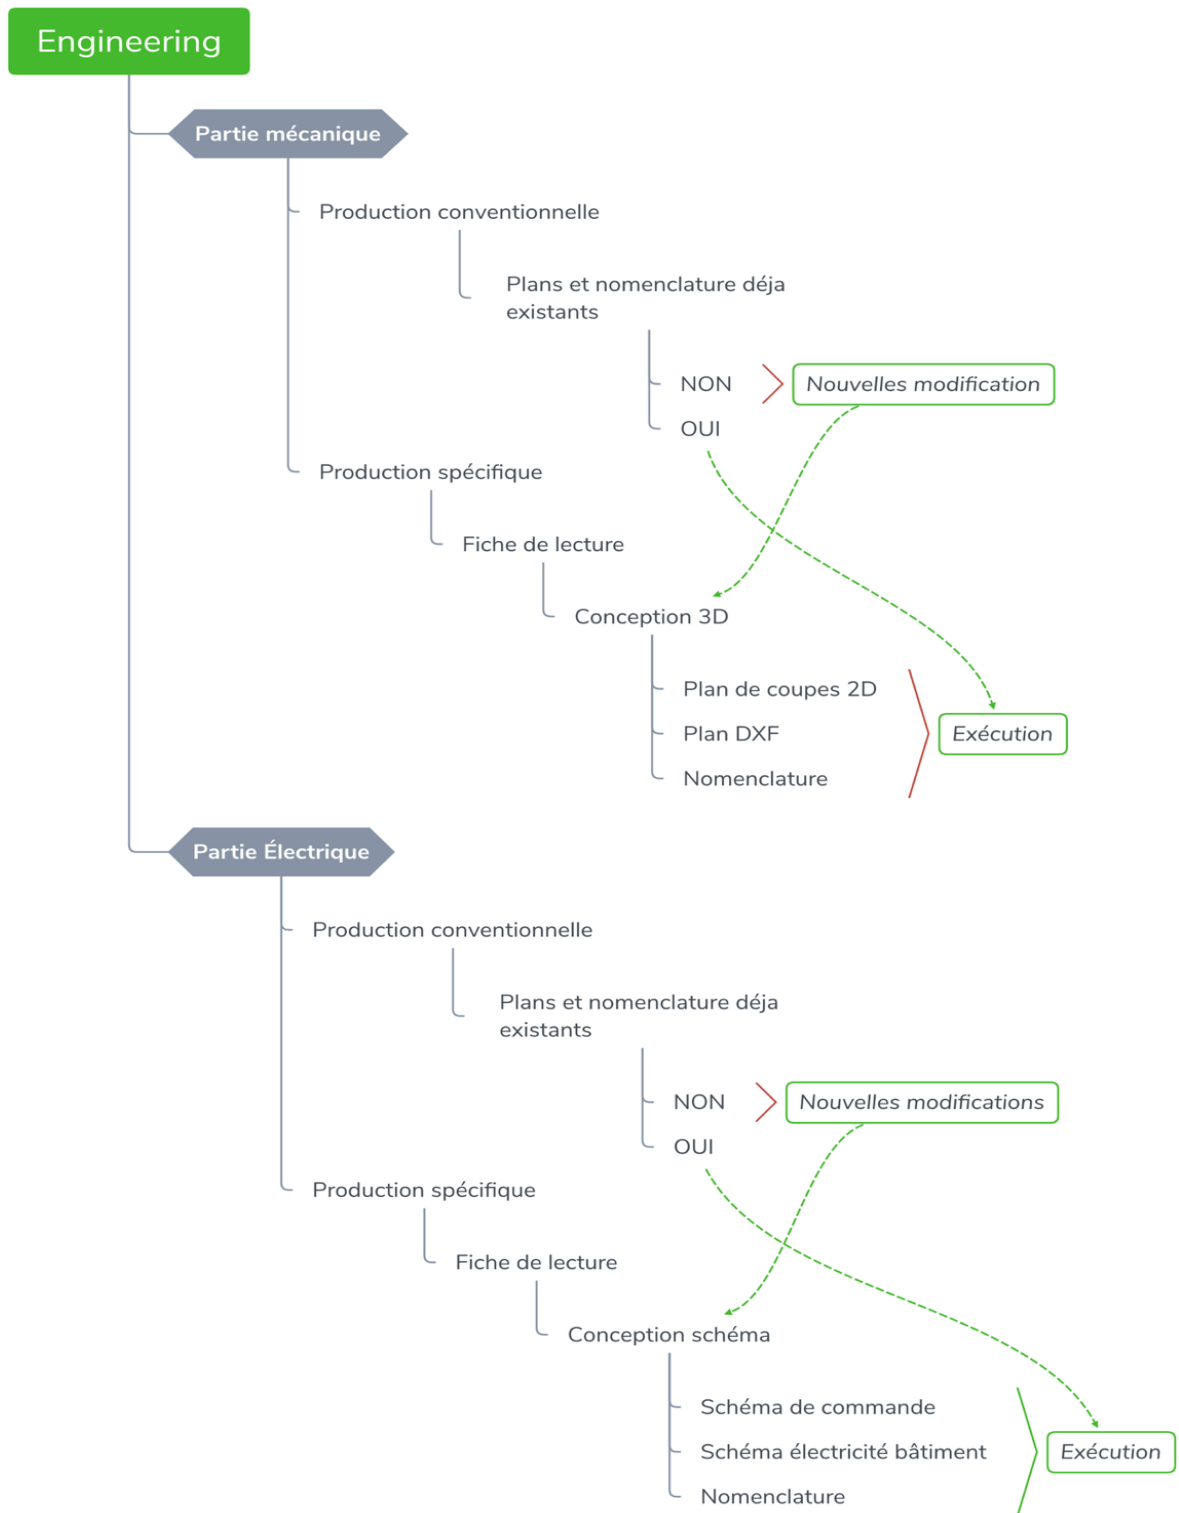 Engineering
Partie mécanique
Production conventionnelle
Plans et nomenclature déja
existants
NON
Nouvelles modification
OUI
Production spécifique
Fiche de lecture
Conception 3D
Plan de coupes 2D
Plan DXF
Exécution
Nomenclature
Partie Électrique
Production conventionnelle
Plans et nomenclature déja
existants
NON
Nouvelles modifications
OUI
Production spécifique
Fiche de lecture
Conception schéma
Schéma de commande
Schéma électricité bâtiment
Exécution
Nomenclature